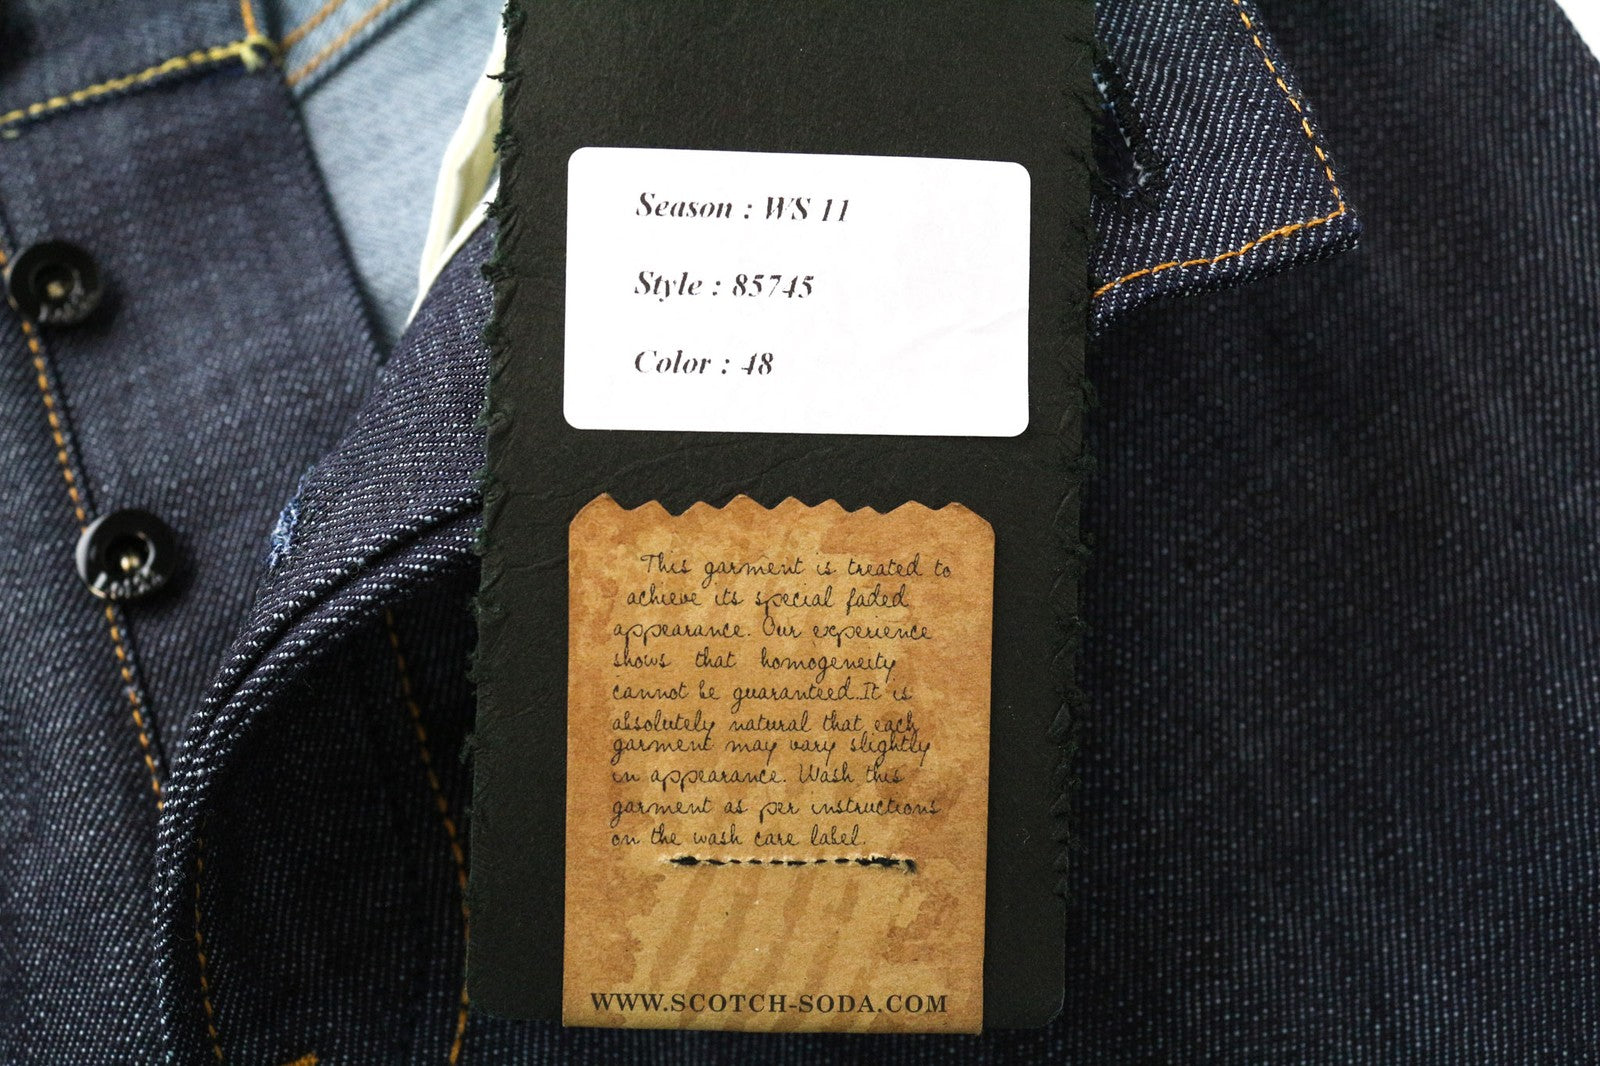 Season : WS 11
Style : 85745
Color : 48
This garment is treated to
achieve its special faded
appearance. Our experience
shows that homogeneity
cannot be guaranteed. It is
absolutely natural that each
garment may vary slightly
in appearance. Wash this
garment as per instructions
on the wash care label.
WWW.SCOTCH-SODA.COM